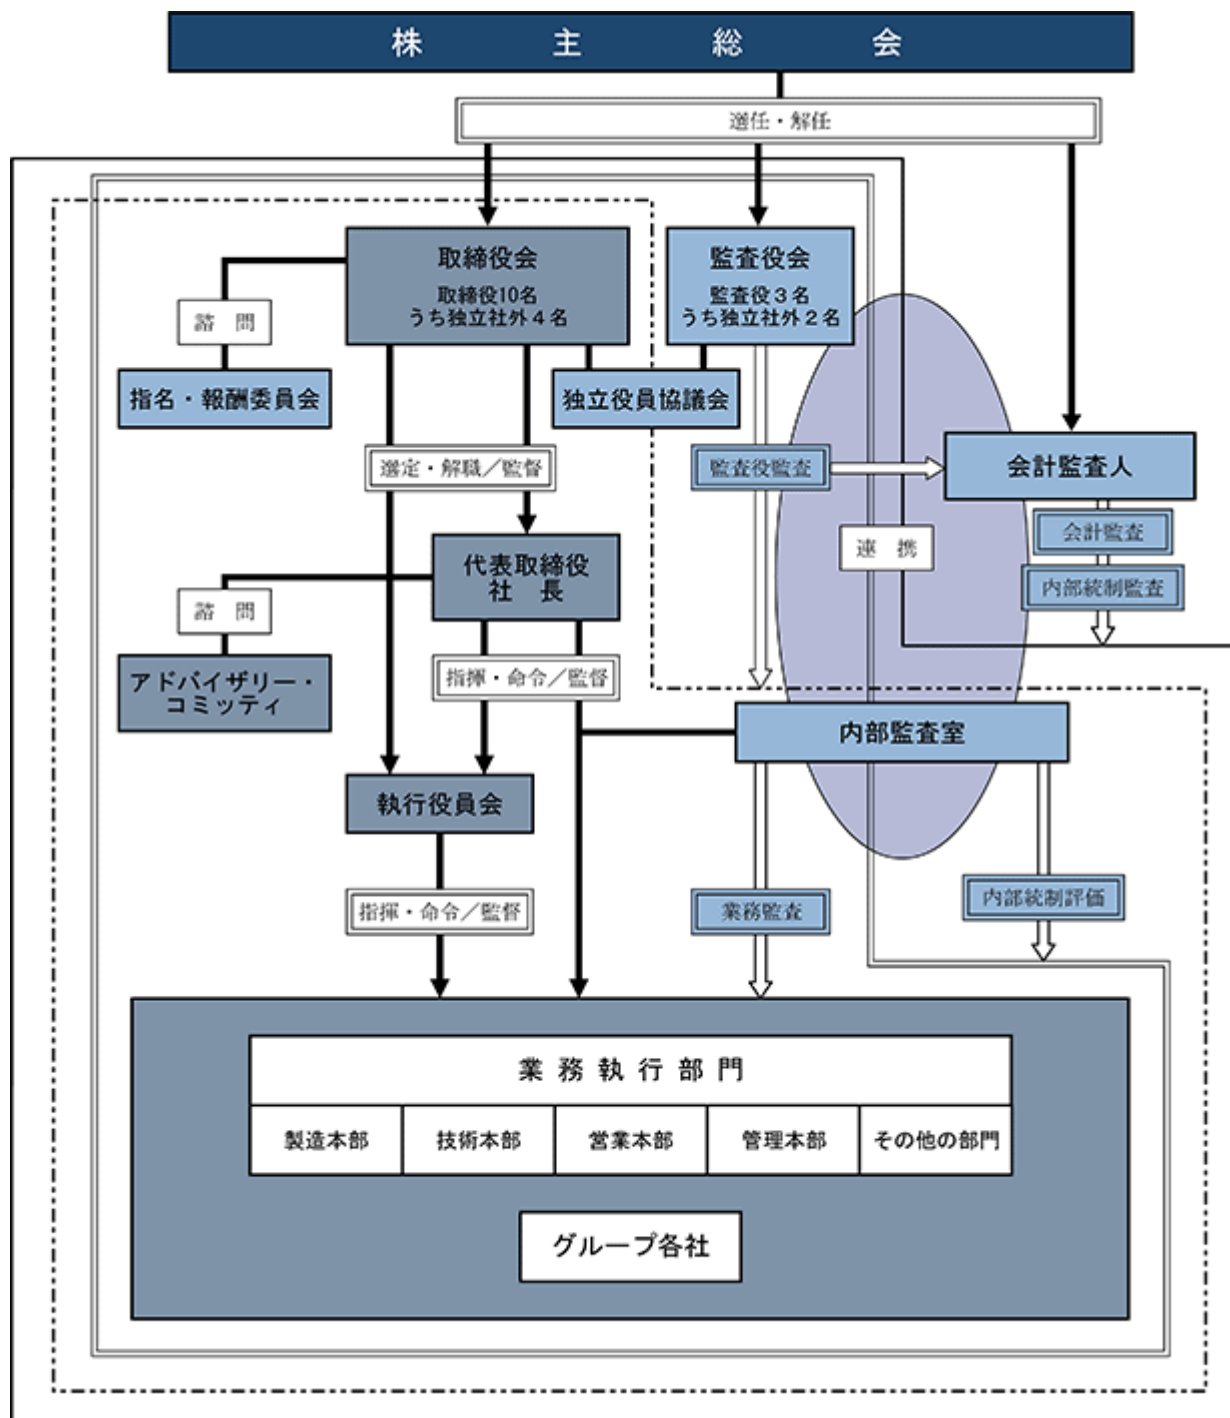 株主総会
選任・解任
取締役会
取締役10名
うち独立社外4名
監査役会
監査役3名
うち独立社外2名
諮問
指名・報酬委員会
独立役員協議会
選定・解職／監督
監査役監査
会計監査人
会計監査
連携
内部統制監査
代表取締役
社長
諮問
アドバイザリー・
コミッティ
指揮・命令／監督
内部監査室
執行役員会
指揮・命令／監督
業務監査
内部統制評価
業務執行部門
製造本部
技術本部
営業本部
管理本部
その他の部門
グループ各社